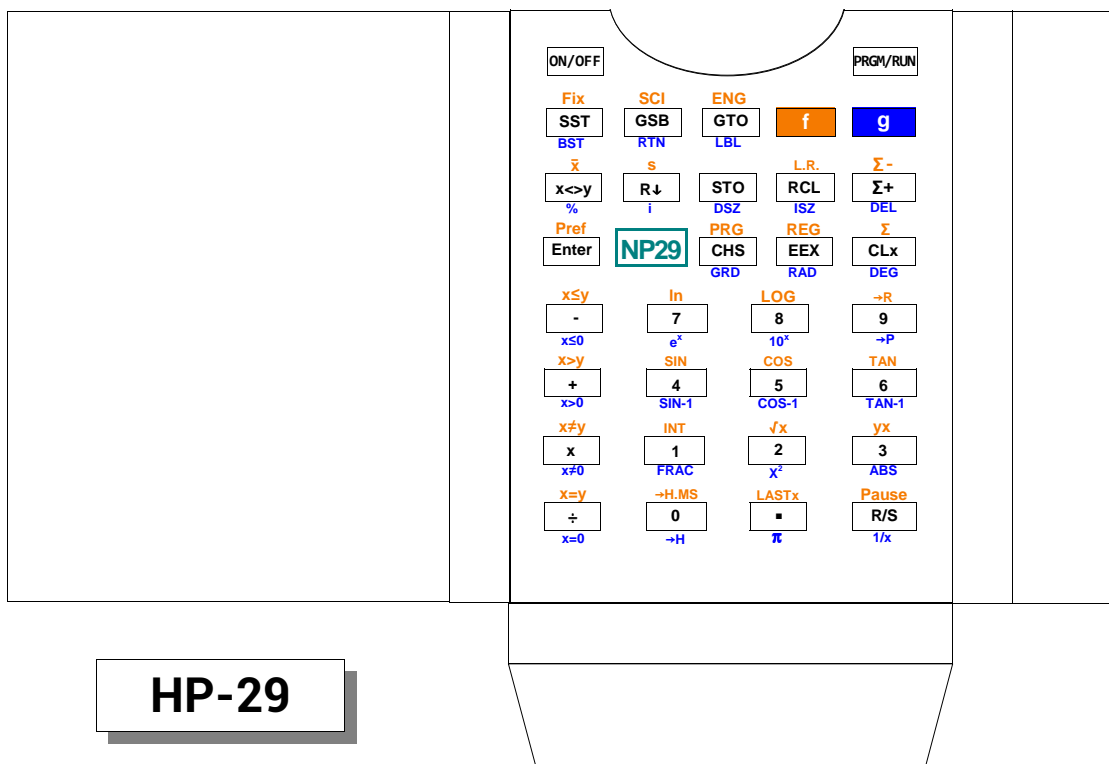 ON/OFF PRGM/RUN
Fix SCI ENG
SST GSB GTO f g
BST RTN LBL
x̄ s L.R. Σ -
x<>y R↓ STO RCL Σ+
% i DSZ ISZ DEL
Pref PRG REG Σ
Enter NP29 CHS EEX CLx
GRD RAD DEG
x≤y ln LOG →R
- 7 8 9
x≤0 eˣ 10ˣ →P
x>y SIN COS TAN
+ 4 5 6
x>0 SIN-1 COS-1 TAN-1
x≠y INT √x yx
x 1 2 3
x≠0 FRAC X² ABS
x=y →H.MS LASTx Pause
÷ 0 ▪ R/S
x=0 →H π 1/x
HP-29